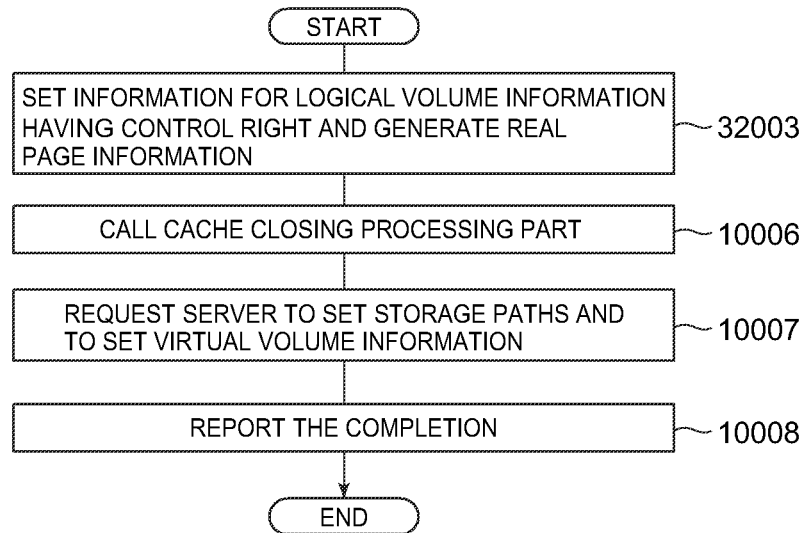 START
SET INFORMATION FOR LOGICAL VOLUME INFORMATION
HAVING CONTROL RIGHT AND GENERATE REAL
PAGE INFORMATION
32003
CALL CACHE CLOSING PROCESSING PART
10006
REQUEST SERVER TO SET STORAGE PATHS AND
TO SET VIRTUAL VOLUME INFORMATION
10007
REPORT THE COMPLETION
10008
END